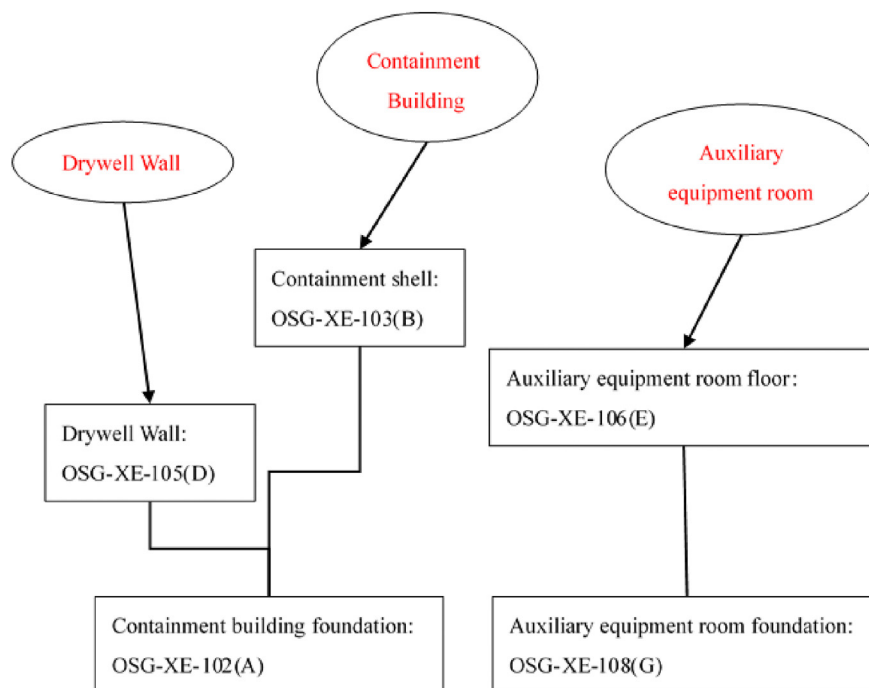 Containment
Building
Drywell Wall
Auxiliary
equipment room
Containment shell:
OSG-XE-103(B)
Auxiliary equipment room floor:
OSG-XE-106(E)
Drywell Wall:
OSG-XE-105(D)
Containment building foundation:
OSG-XE-102(A)
Auxiliary equipment room foundation:
OSG-XE-108(G)